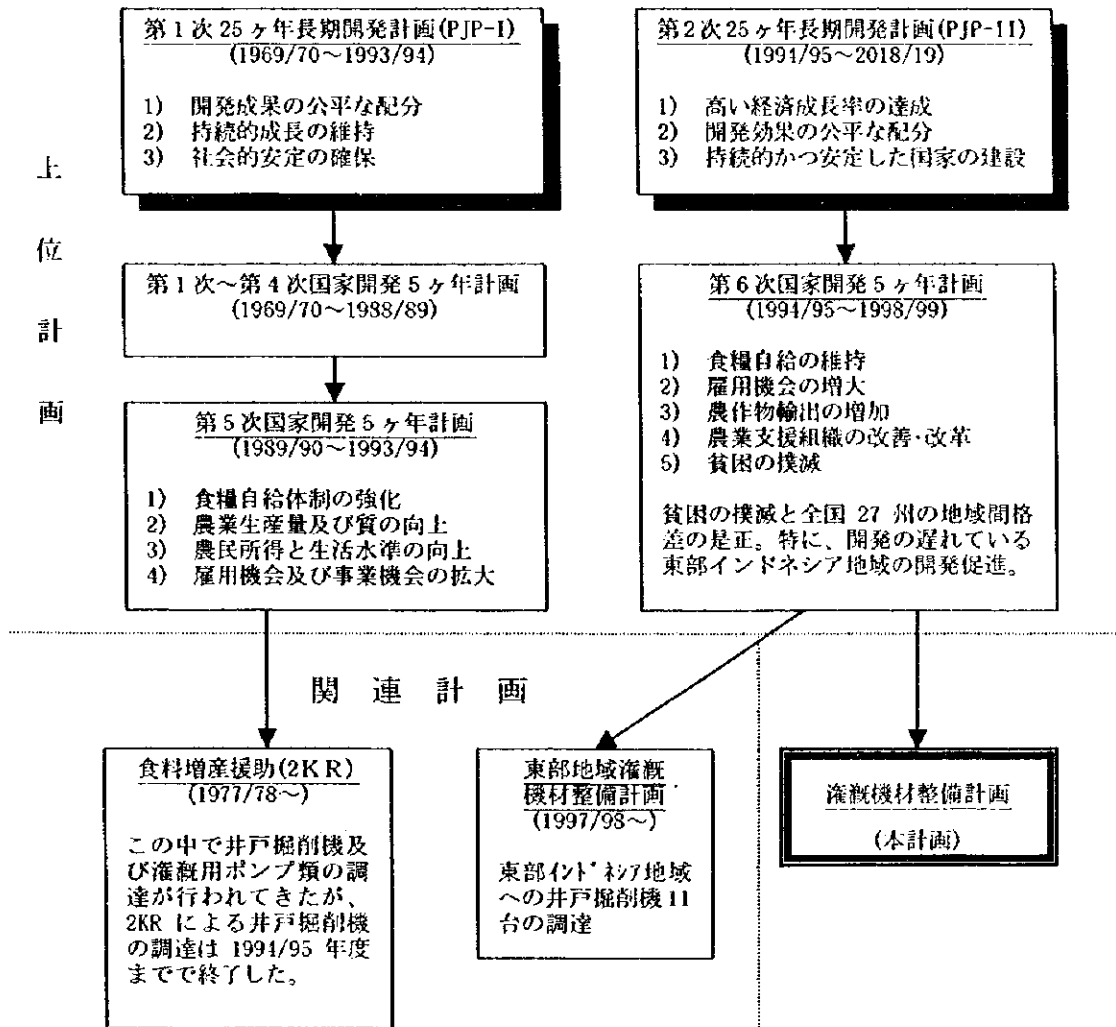 第1次25ヶ年長期開発計画(PJP-I)
(1969/70～1993/94)
1) 開発成果の公平な配分
2) 持続的成長の維持
3) 社会的安定の確保
第2次25ヶ年長期開発計画(PJP-II)
(1994/95～2018/19)
1) 高い経済成長率の達成
2) 開発効果の公平な配分
3) 持続的かつ安定した国家の建設
上位計画
第1次～第4次国家開発5ヶ年計画
(1969/70～1988/89)
第5次国家開発5ヶ年計画
(1989/90～1993/94)
1) 食糧自給体制の強化
2) 農業生産量及び質の向上
3) 農民所得と生活水準の向上
4) 雇用機会及び事業機会の拡大
第6次国家開発5ヶ年計画
(1994/95～1998/99)
1) 食糧自給の維持
2) 雇用機会の増大
3) 農作物輸出の増加
4) 農業支援組織の改善・改革
5) 貧困の撲滅
貧困の撲滅と全国 27 州の地域間格
差の是正。特に、開発の遅れている
東部インドネシア地域の開発促進。
関連計画
食料増産援助(2KR)
(1977/78～)
この中で井戸掘削機及
び灌漑用ポンプ類の調
達が行われてきたが、
2KR による井戸掘削機
の調達は 1994/95 年度
までで終了した。
東部地域灌漑
機材整備計画
(1997/98～)
東部インドネシア地域
への井戸掘削機11
台の調達
灌漑機材整備計画
(本計画)